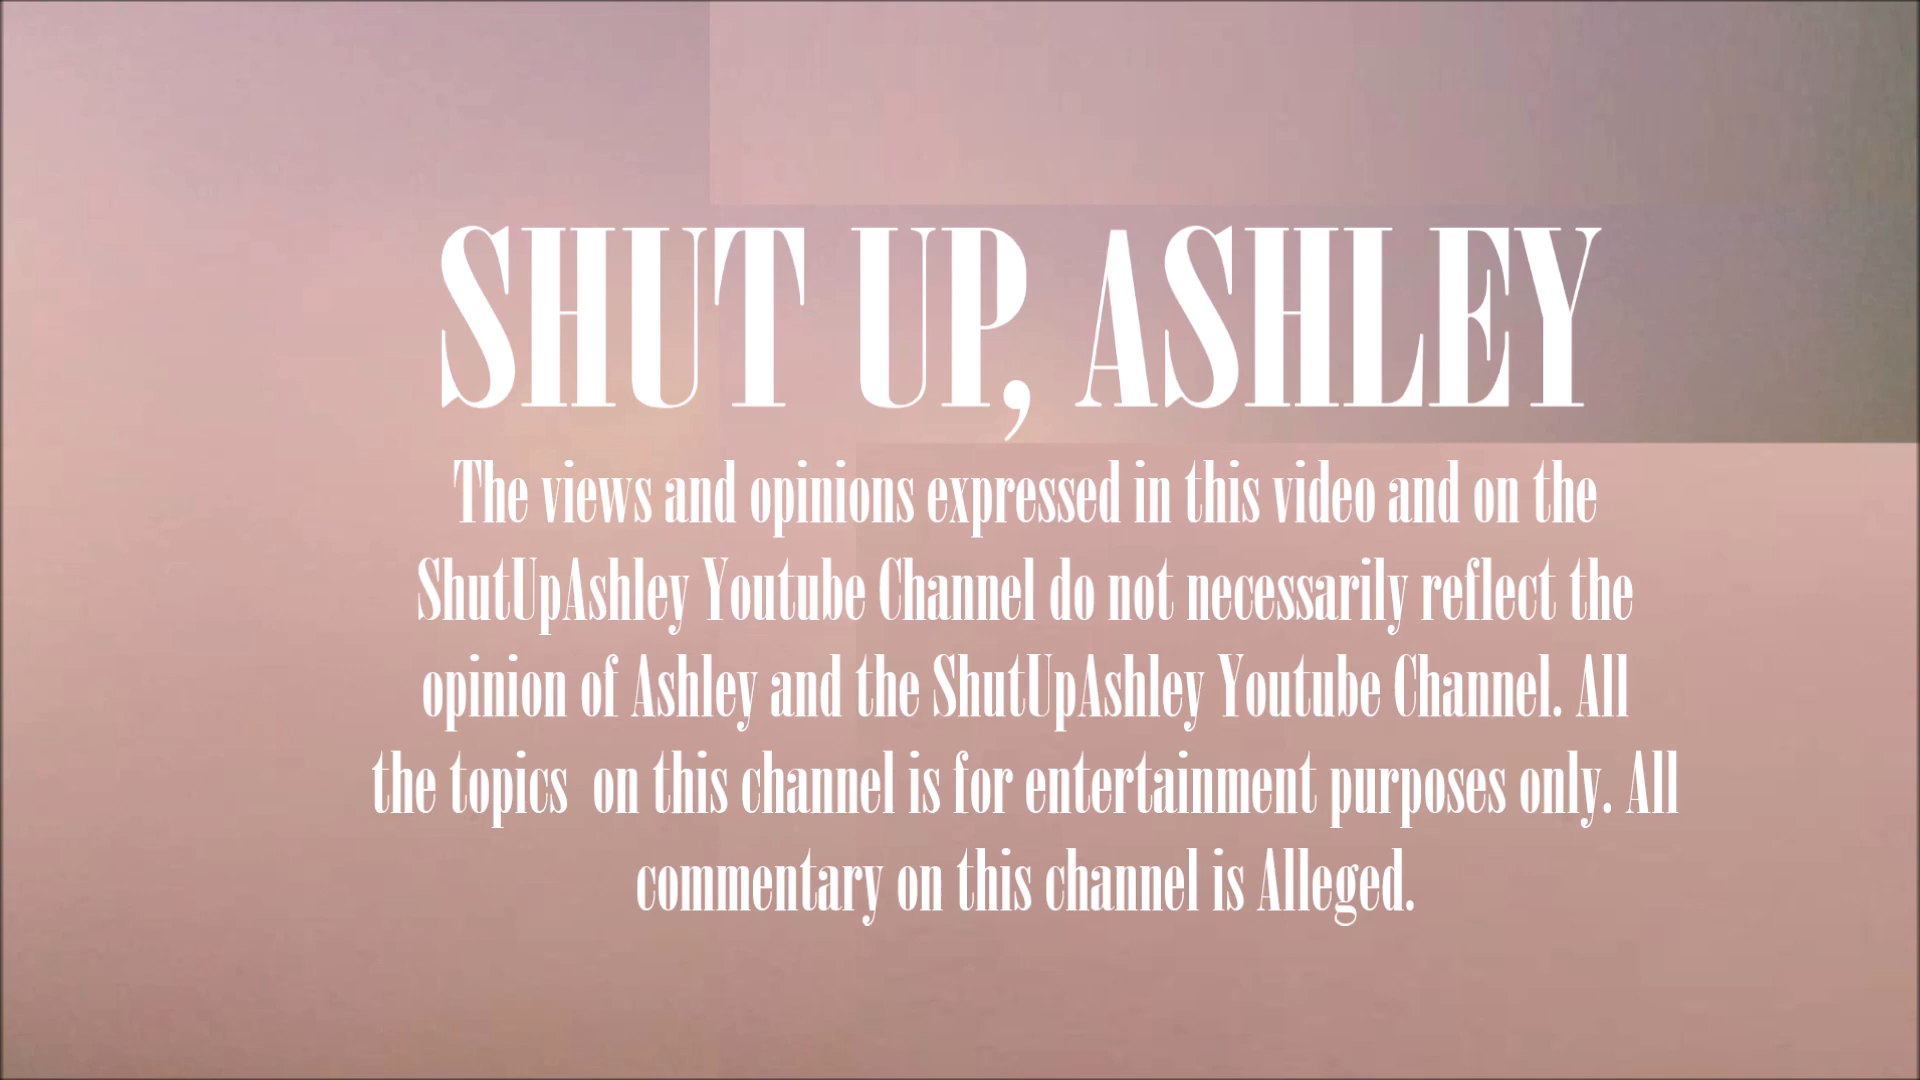 SHUT UP, ASHLEY
The views and opinions expressed in this video and on the
ShutUpAshley Youtube Channel do not necessarily reflect the
opinion of Ashley and the ShutUpAshley Youtube Channel. All
the topics  on this channel is for entertainment purposes only. All
commentary on this channel is Alleged.